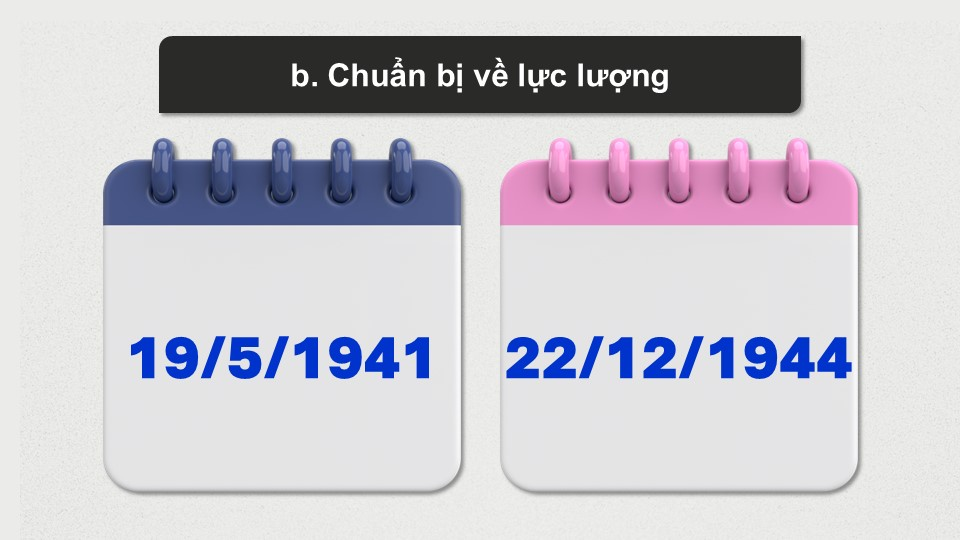 b. Chuẩn bị về lực lượng
19/5/1941
22/12/1944